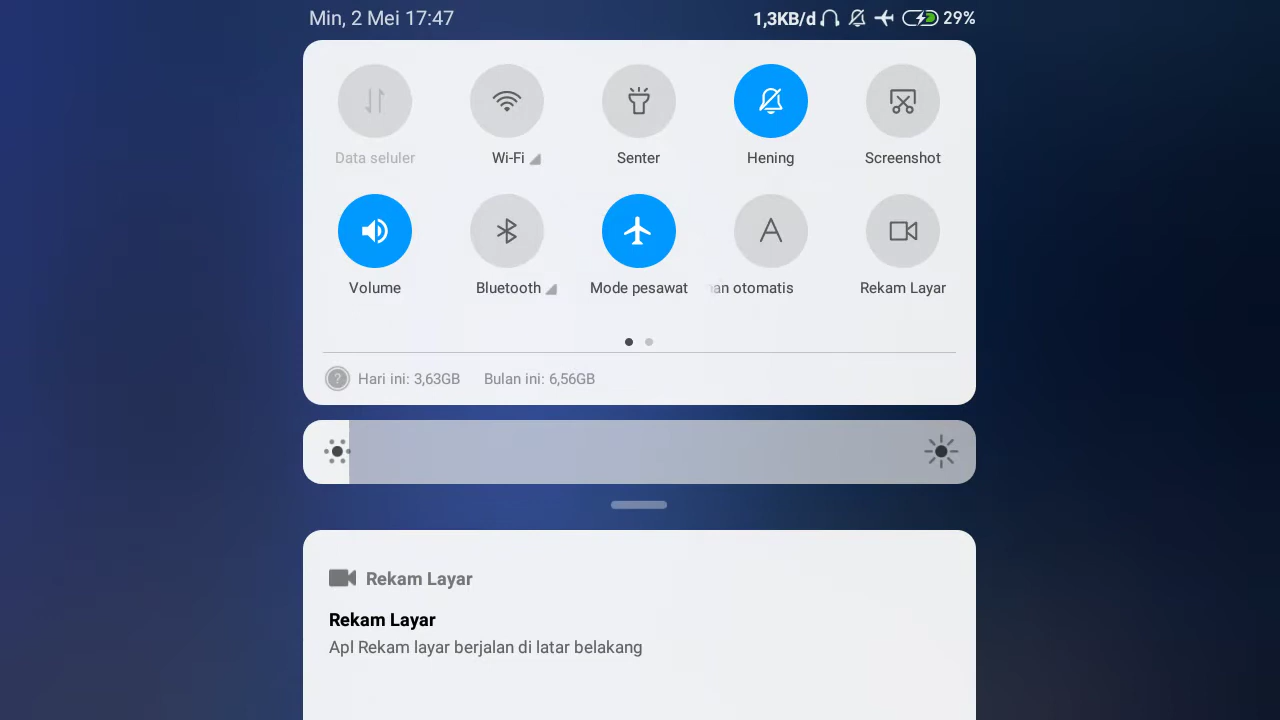 Min, 2 Mei 17:47
1,3KB/d 29%
Data seluler Wi-Fi Senter Hening Screenshot
Volume Bluetooth Mode pesawat an otomatis Rekam Layar
Hari ini: 3,63GB Bulan ini: 6,56GB
Rekam Layar
Rekam Layar
Apl Rekam layar berjalan di latar belakang